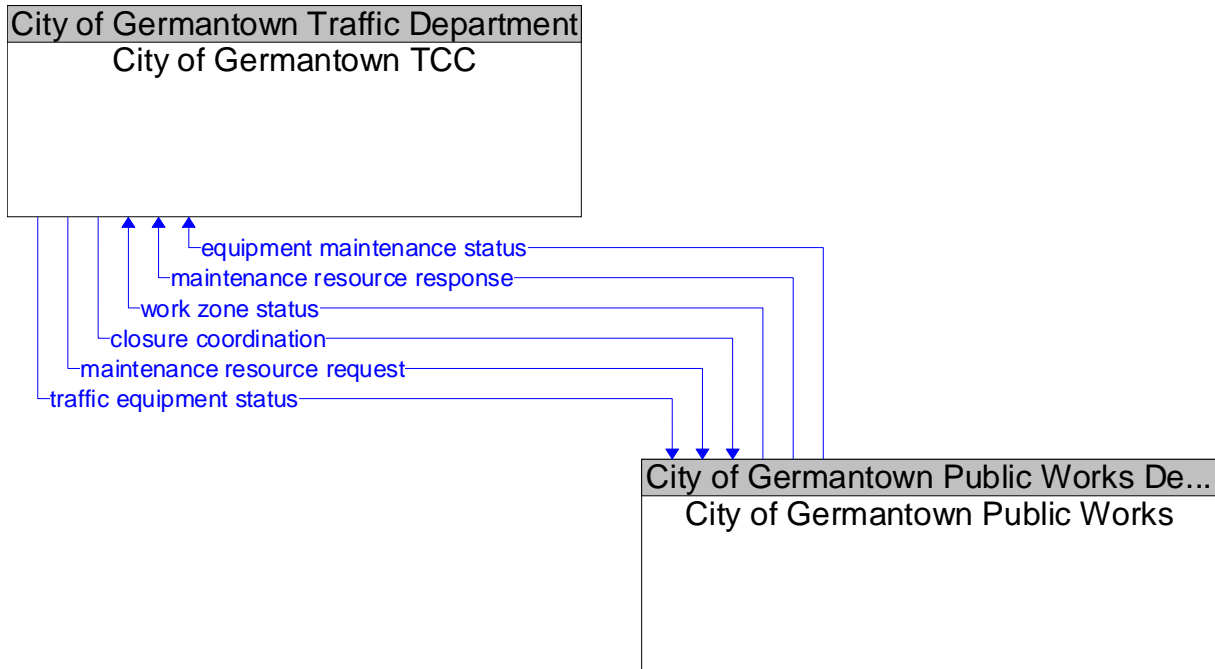 City of Germantown Traffic Department
City of Germantown TCC
equipment maintenance status
maintenance resource response
work zone status
closure coordination
maintenance resource request
traffic equipment status
City of Germantown Public Works De...
City of Germantown Public Works